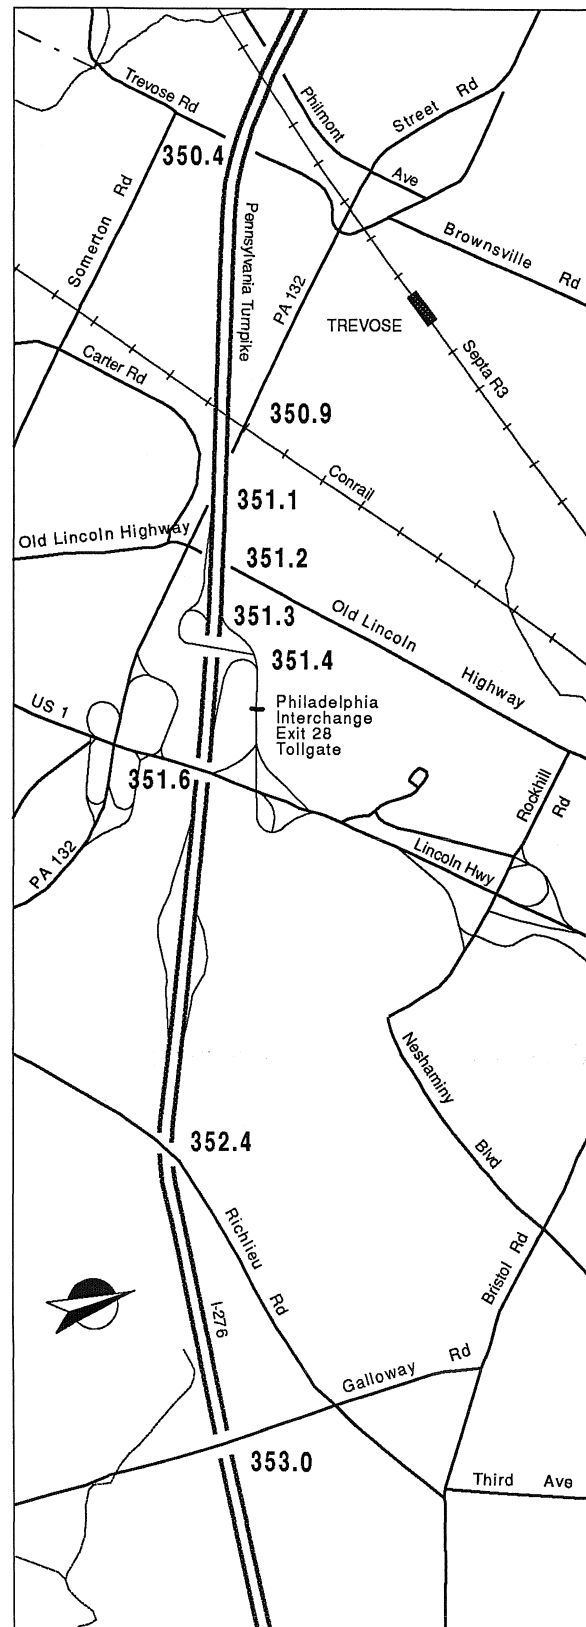 Trevose Rd
Philmont
Ave
Street Rd
350.4
Somerton Rd
Pennsylvania Turnpike
PA 132
Brownsville Rd
TREVOSE
Septa R3
Carter Rd
350.9
Conrail
351.1
Old Lincoln Highway
351.2
351.3
Old Lincoln
Highway
351.4
US 1
Philadelphia
Interchange
Exit 28
Tollgate
351.6
Rockhill
Rd
PA 132
Lincoln Hwy
Neshaminy
Blvd
352.4
Richlieu
Rd
Bristol Rd
I-276
Galloway Rd
353.0
Third Ave